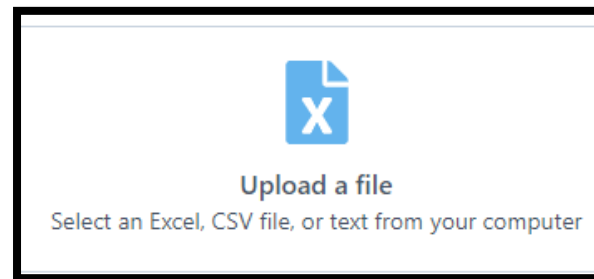 X
Upload a file
Select an Excel, CSV file, or text from your computer